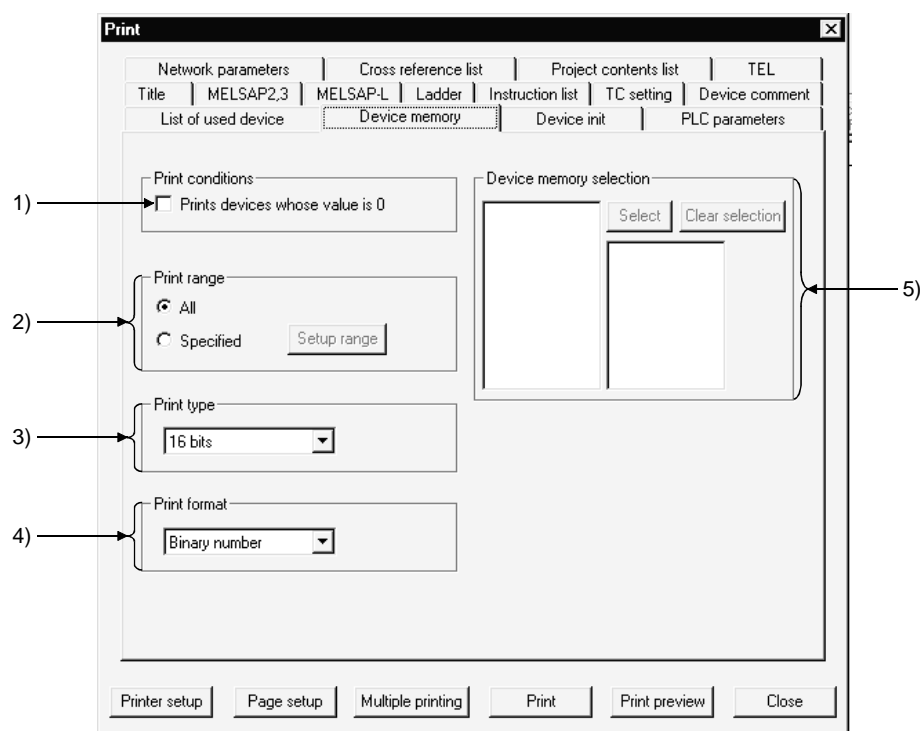 Print
Network parameters Cross reference list Project contents list TEL
Title MELSAP2,3 MELSAP-L Ladder Instruction list TC setting Device comment
List of used device Device memory Device init PLC parameters
Print conditions
1) Prints devices whose value is 0
Device memory selection
Select Clear selection
Print range
All
2)
Specified Setup range
5)
Print type
3) 16 bits
Print format
4) Binary number
Printer setup Page setup Multiple printing Print Print preview Close